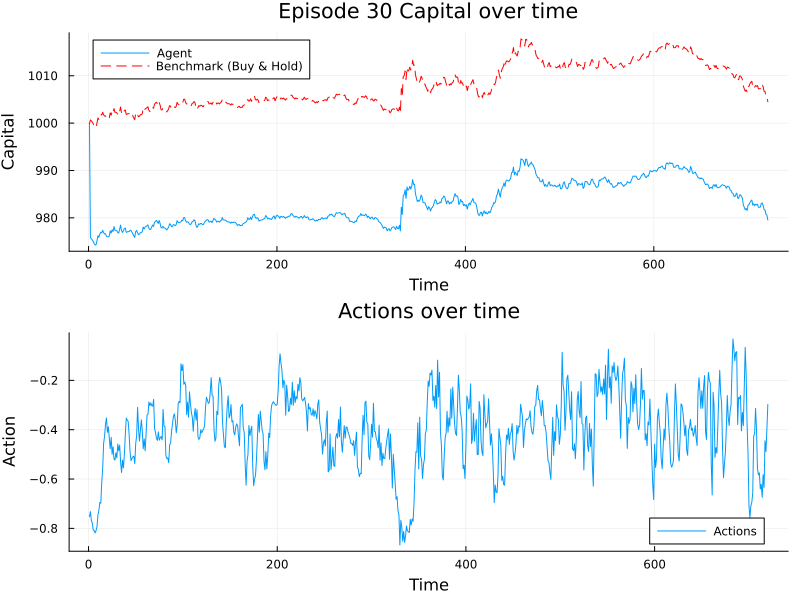 Episode 30 Capital over time
Capital
1010
1000
990
980
Agent
Benchmark (Buy & Hold)
0
200
400
600
Time
Actions over time
Action
−0.2
−0.4
−0.6
−0.8
Actions
0
200
400
600
Time